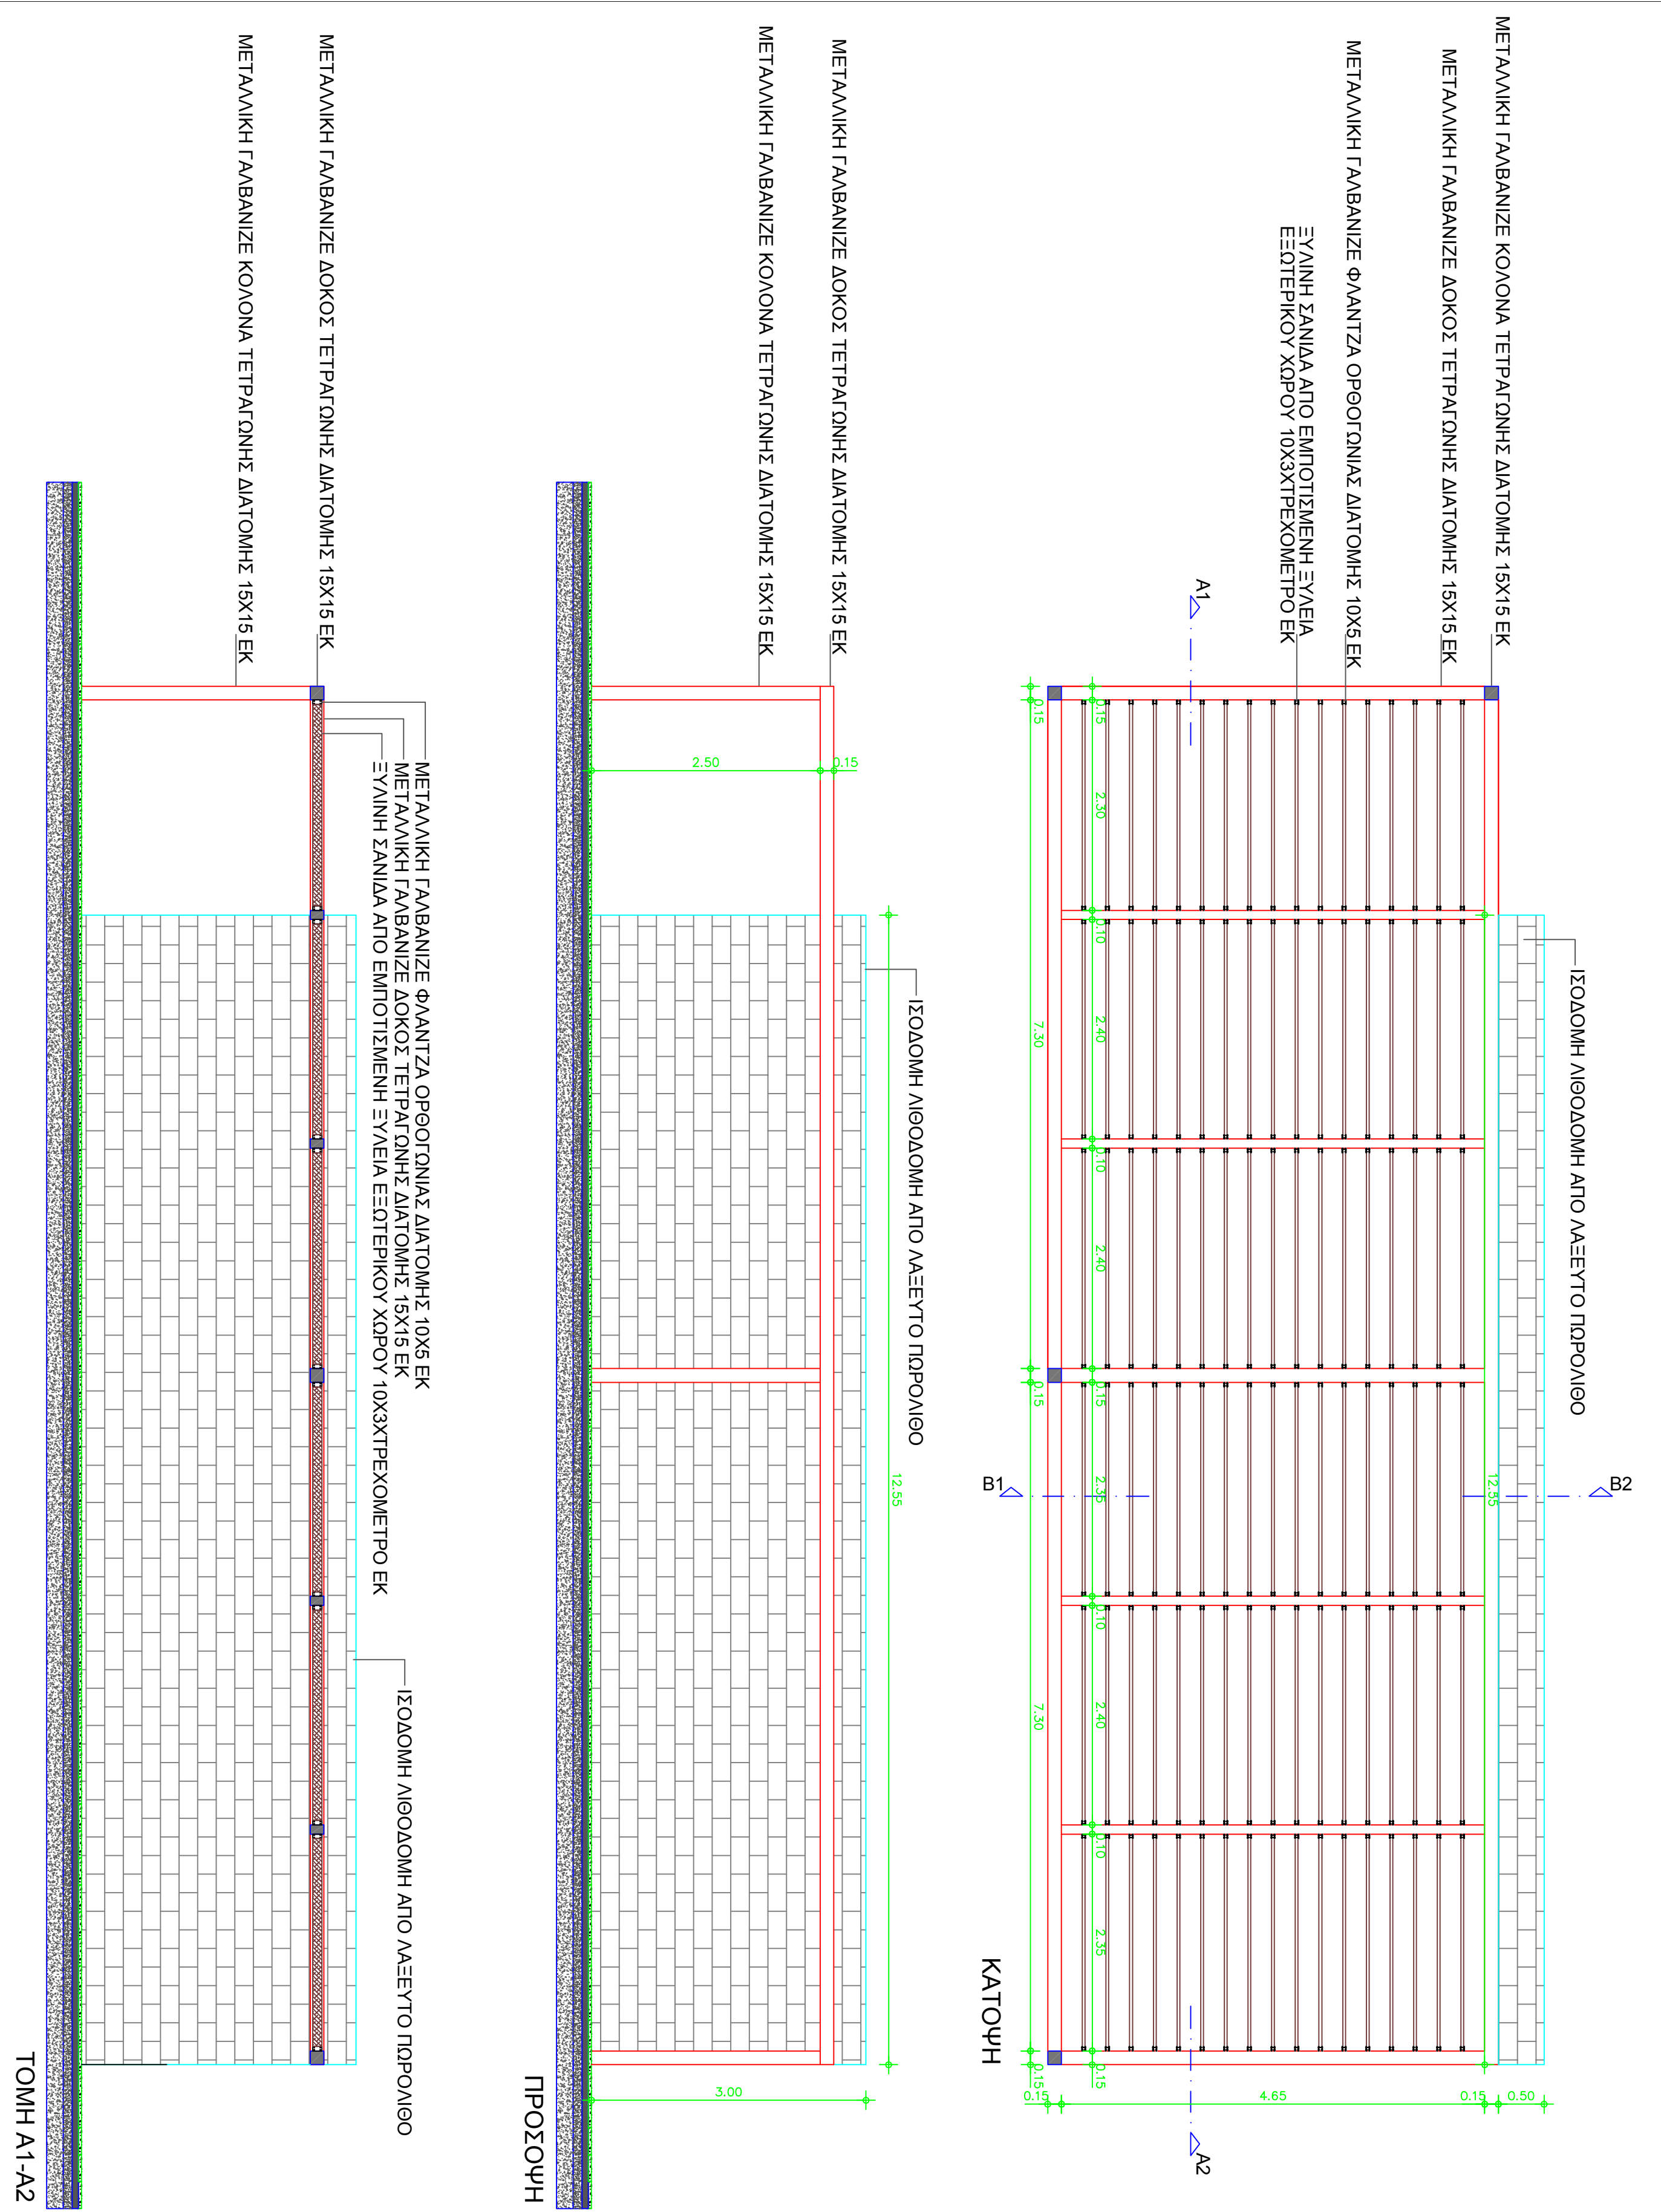 ΜΕΤΑΛΛΙΚΗ ΓΑΛΒΑΝΙΖΕ ΚΟΛΟΝΑ ΤΕΤΡΑΓΩΝΗΣ ΔΙΑΤΟΜΗΣ 15Χ15 ΕΚ
ΜΕΤΑΛΛΙΚΗ ΓΑΛΒΑΝΙΖΕ ΔΟΚΟΣ ΤΕΤΡΑΓΩΝΗΣ ΔΙΑΤΟΜΗΣ 15Χ15 ΕΚ
ΜΕΤΑΛΛΙΚΗ ΓΑΛΒΑΝΙΖΕ ΦΛΑΝΤΖΑ ΟΡΘΟΓΩΝΙΑΣ ΔΙΑΤΟΜΗΣ 10Χ5 ΕΚ
ΞΥΛΙΝΗ ΣΑΝΙΔΑ ΑΠΟ ΕΜΠΟΤΙΣΜΕΝΗ ΞΥΛΕΙΑ
ΕΞΩΤΕΡΙΚΟΥ ΧΩΡΟΥ 10Χ3ΧΤΡΕΧΟΜΕΤΡΟ ΕΚ
ΙΣΟΔΟΜΗ ΛΙΘΟΔΟΜΗ ΑΠΟ ΛΑΞΕΥΤΟ ΠΩΡΟΛΙΘΟ
B2
12.55
0.50
0.15
4.65
0.15
A1
A2
0.15
2.30
0.10
2.40
0.10
2.40
0.15
2.35
0.10
2.40
0.10
2.35
0.15
0.15
7.30
0.15
7.30
0.15
B1
ΚΑΤΟΨΗ
ΙΣΟΔΟΜΗ ΛΙΘΟΔΟΜΗ ΑΠΟ ΛΑΞΕΥΤΟ ΠΩΡΟΛΙΘΟ
12.55
ΜΕΤΑΛΛΙΚΗ ΓΑΛΒΑΝΙΖΕ ΔΟΚΟΣ ΤΕΤΡΑΓΩΝΗΣ ΔΙΑΤΟΜΗΣ 15Χ15 ΕΚ
ΜΕΤΑΛΛΙΚΗ ΓΑΛΒΑΝΙΖΕ ΚΟΛΟΝΑ ΤΕΤΡΑΓΩΝΗΣ ΔΙΑΤΟΜΗΣ 15Χ15 ΕΚ
0.15
2.50
3.00
ΠΡΟΣΟΨΗ
ΜΕΤΑΛΛΙΚΗ ΓΑΛΒΑΝΙΖΕ ΦΛΑΝΤΖΑ ΟΡΘΟΓΩΝΙΑΣ ΔΙΑΤΟΜΗΣ 10Χ5 ΕΚ
ΜΕΤΑΛΛΙΚΗ ΓΑΛΒΑΝΙΖΕ ΔΟΚΟΣ ΤΕΤΡΑΓΩΝΗΣ ΔΙΑΤΟΜΗΣ 15Χ15 ΕΚ
ΞΥΛΙΝΗ ΣΑΝΙΔΑ ΑΠΟ ΕΜΠΟΤΙΣΜΕΝΗ ΞΥΛΕΙΑ ΕΞΩΤΕΡΙΚΟΥ ΧΩΡΟΥ 10Χ3ΧΤΡΕΧΟΜΕΤΡΟ ΕΚ
ΙΣΟΔΟΜΗ ΛΙΘΟΔΟΜΗ ΑΠΟ ΛΑΞΕΥΤΟ ΠΩΡΟΛΙΘΟ
ΜΕΤΑΛΛΙΚΗ ΓΑΛΒΑΝΙΖΕ ΔΟΚΟΣ ΤΕΤΡΑΓΩΝΗΣ ΔΙΑΤΟΜΗΣ 15Χ15 ΕΚ
ΜΕΤΑΛΛΙΚΗ ΓΑΛΒΑΝΙΖΕ ΚΟΛΟΝΑ ΤΕΤΡΑΓΩΝΗΣ ΔΙΑΤΟΜΗΣ 15Χ15 ΕΚ
ΤΟΜΗ Α1-Α2